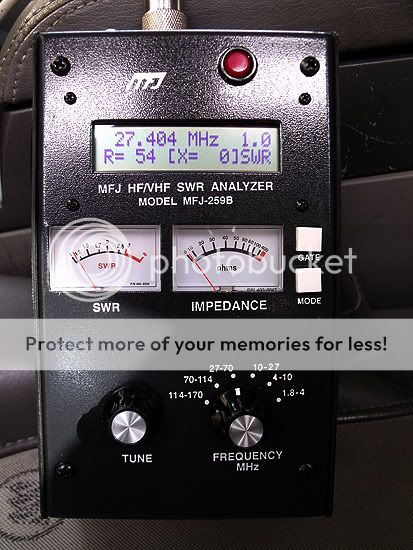 MFJ
27.404 MHz 1.0
R= 54 [X= 0]SWR
MFJ HF/VHF SWR ANALYZER
MODEL MFJ-259B
photobucket
SWR
ohms
GATE
SWR
IMPEDANCE
MODE
Protect more of your memories for less!
27-70
10-27
70-114
4-10
114-170
1.8-4
TUNE
FREQUENCY
MHz